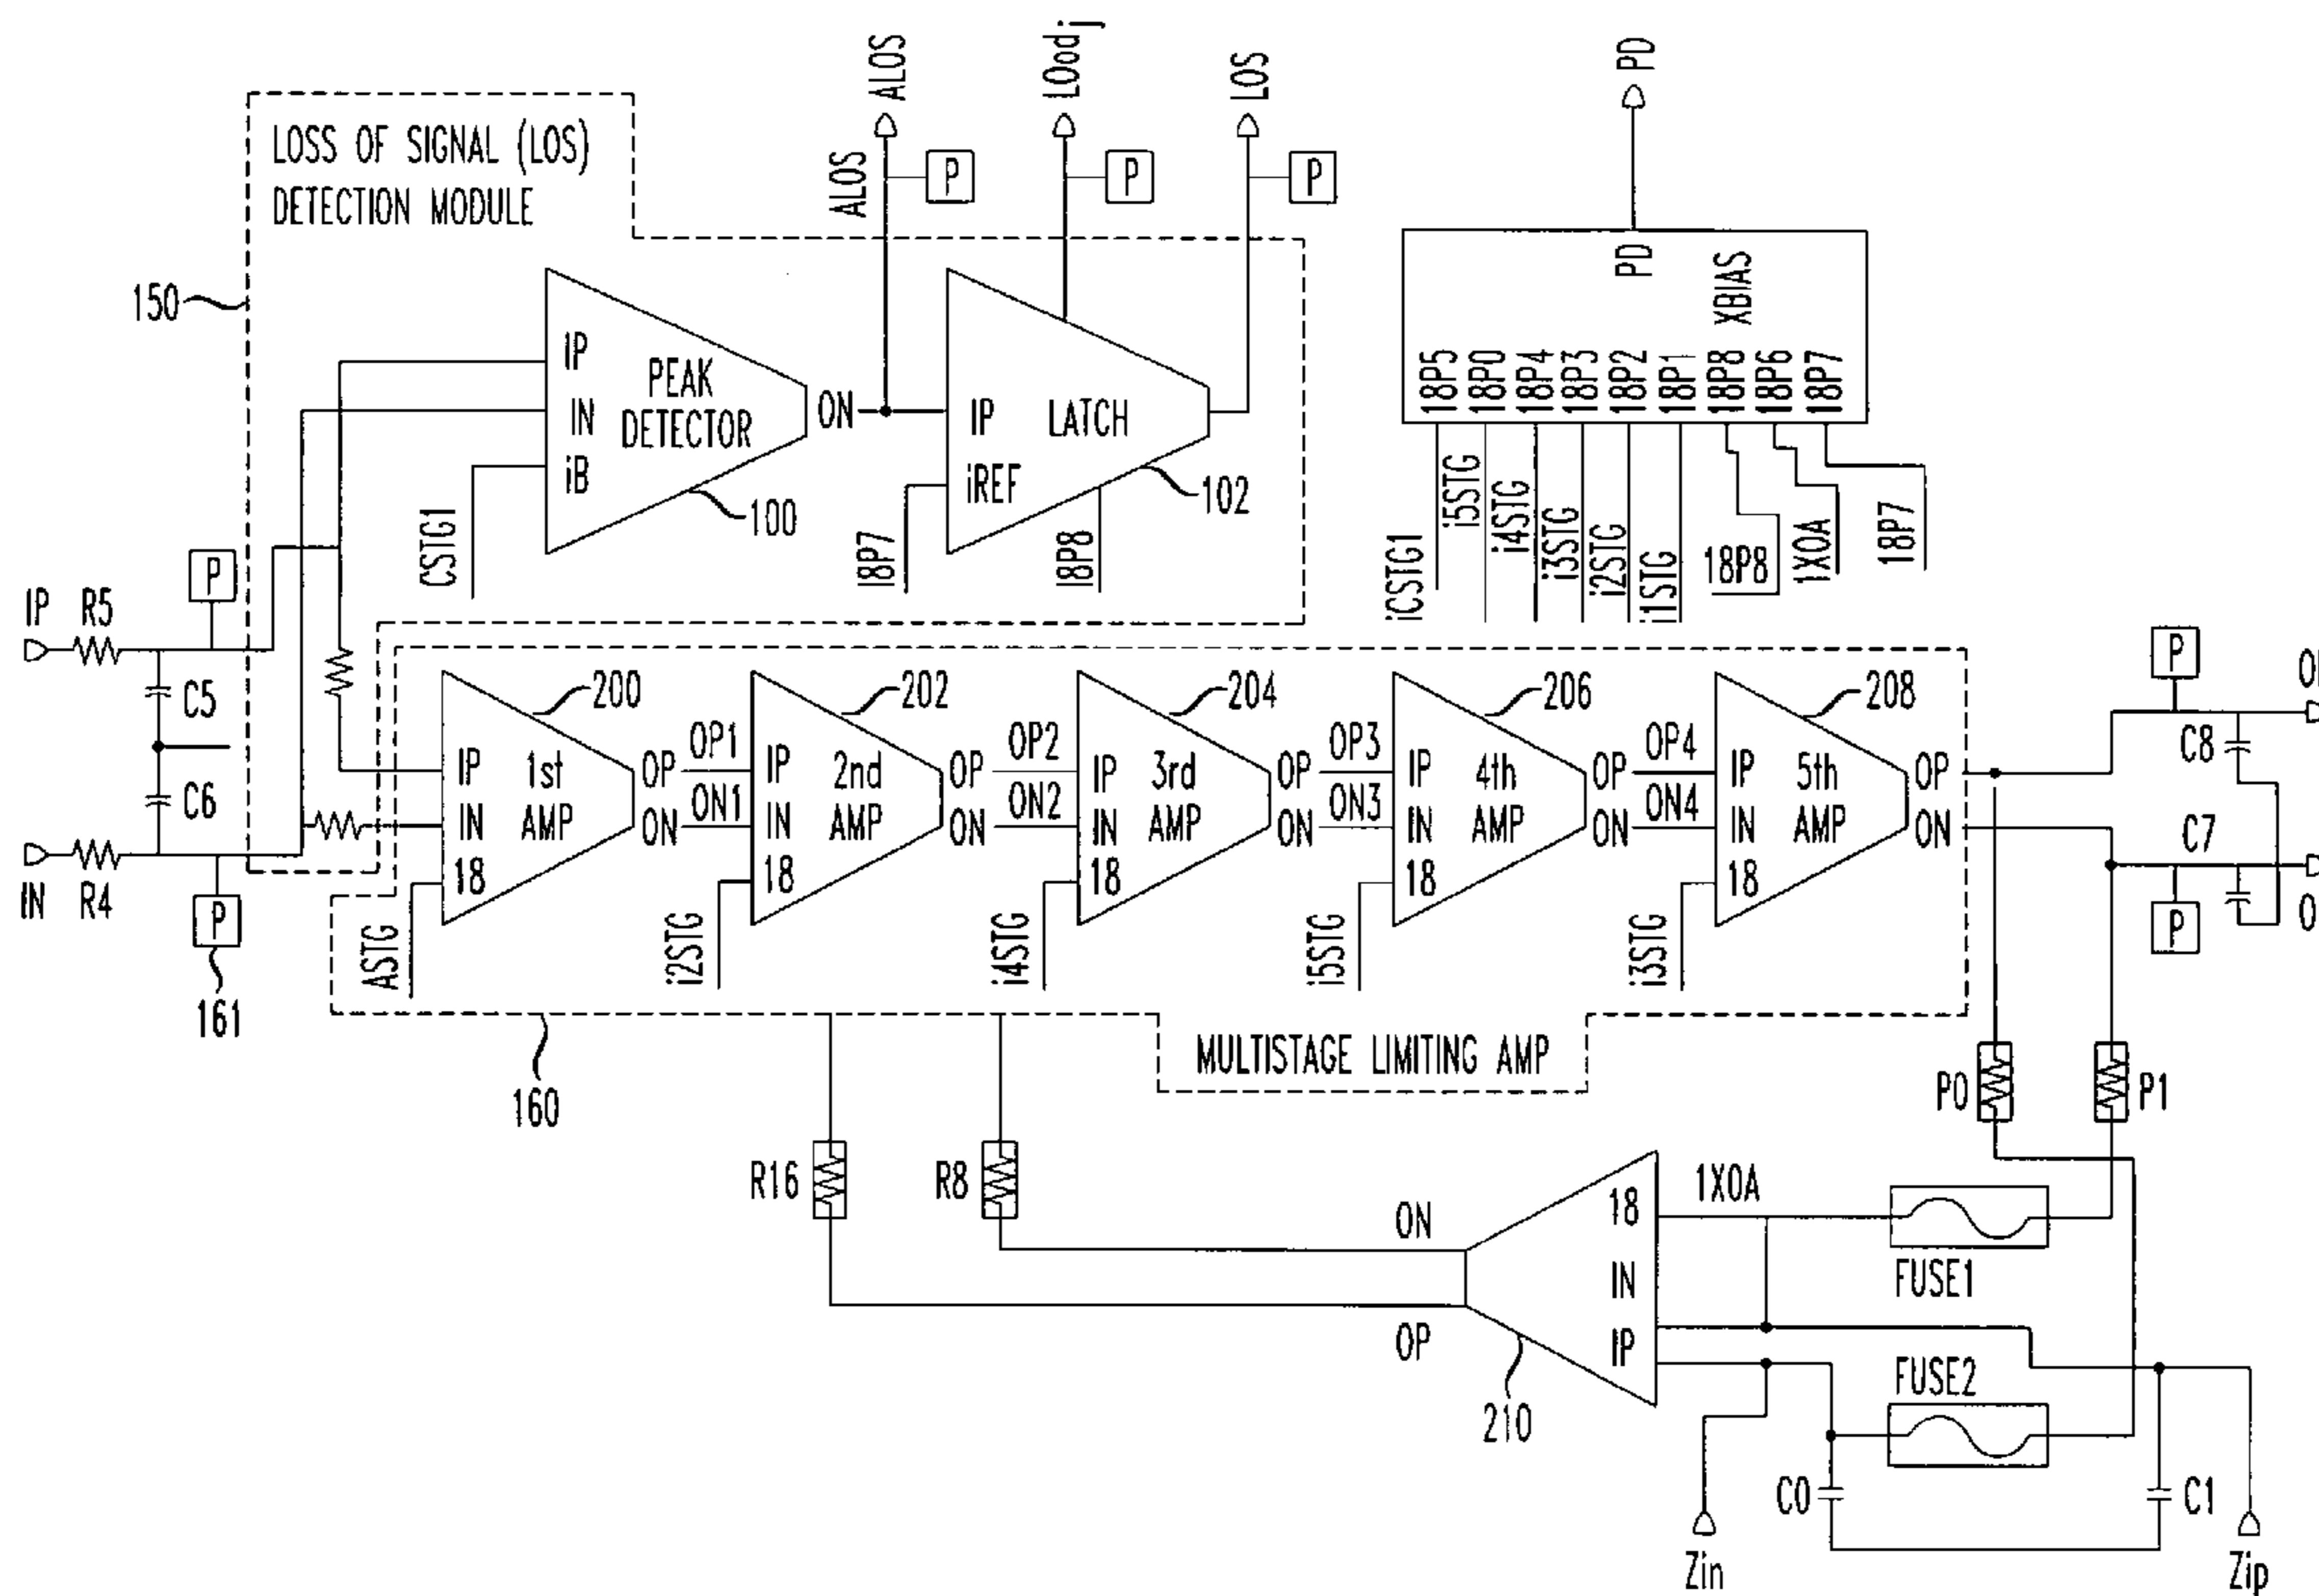 LOSS OF SIGNAL (LOS)
DETECTION MODULE
150
ALOS
ALOS
P
LOodj
P
LOS
P
PD
PD
XBIAS
18P5
18P0
18P4
18P3
18P2
18P1
18P8
18P6
18P7
iCSTG1
i5STG
i4STG
i3STG
i2STG
i1STG
18P8
1X0A
18P7
IP
IN
iB
PEAK
DETECTOR
ON
100
CSTG1
IP
iREF
LATCH
102
18P7
18P8
IP
R5
P
C5
C6
IN
R4
P
161
200
IP
IN
18
1st
AMP
OP
ON
ASTG
OP1
ON1
202
IP
IN
18
2nd
AMP
OP
ON
i2STG
OP2
ON2
204
IP
IN
18
3rd
AMP
OP
ON
i4STG
OP3
ON3
206
IP
IN
18
4th
AMP
OP
ON
i5STG
OP4
ON4
208
IP
IN
18
5th
AMP
OP
ON
i3STG
P
C8
C7
P
160
MULTISTAGE LIMITING AMP
P0
P1
R16
R8
ON
OP
18
IN
IP
210
1X0A
FUSE1
FUSE2
C0
C1
Zin
Zip